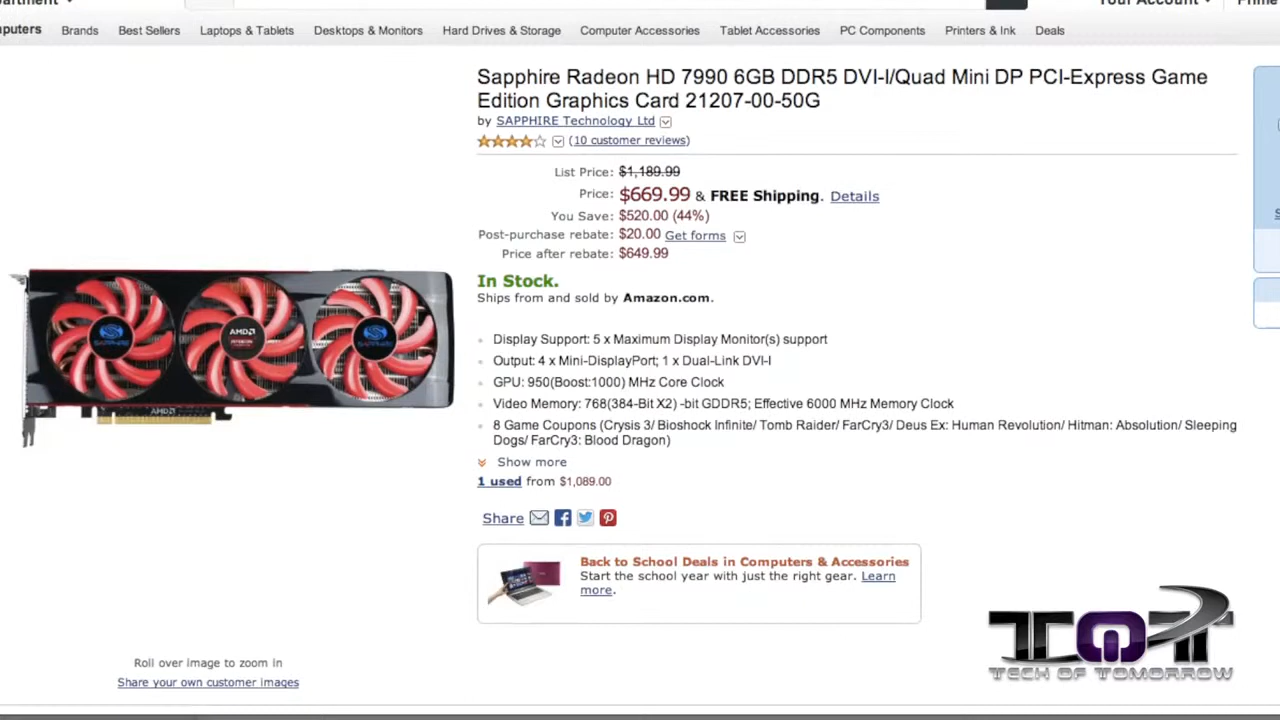 Your Account
Computers Brands Best Sellers Laptops & Tablets Desktops & Monitors Hard Drives & Storage Computer Accessories Tablet Accessories PC Components Printers & Ink Deals
Sapphire Radeon HD 7990 6GB DDR5 DVI-I/Quad Mini DP PCI-Express Game
Edition Graphics Card 21207-00-50G
by SAPPHIRE Technology Ltd
(10 customer reviews)
List Price: $1,189.99
Price: $669.99 & FREE Shipping. Details
You Save: $520.00 (44%)
Post-purchase rebate: $20.00 Get forms
Price after rebate: $649.99
In Stock.
Ships from and sold by Amazon.com.
Display Support: 5 x Maximum Display Monitor(s) support
Output: 4 x Mini-DisplayPort; 1 x Dual-Link DVI-I
GPU: 950(Boost:1000) MHz Core Clock
Video Memory: 768(384-Bit X2) -bit GDDR5; Effective 6000 MHz Memory Clock
8 Game Coupons (Crysis 3/ Bioshock Infinite/ Tomb Raider/ FarCry3/ Deus Ex: Human Revolution/ Hitman: Absolution/ Sleeping
Dogs/ FarCry3: Blood Dragon)
Show more
1 used from $1,089.00
Share
Back to School Deals in Computers & Accessories
Start the school year with just the right gear. Learn
more.
SAPPHIRE
AMD
RADEON
SAPPHIRE
AMD
Roll over image to zoom in
Share your own customer images
TOT
TECH OF TOMORROW